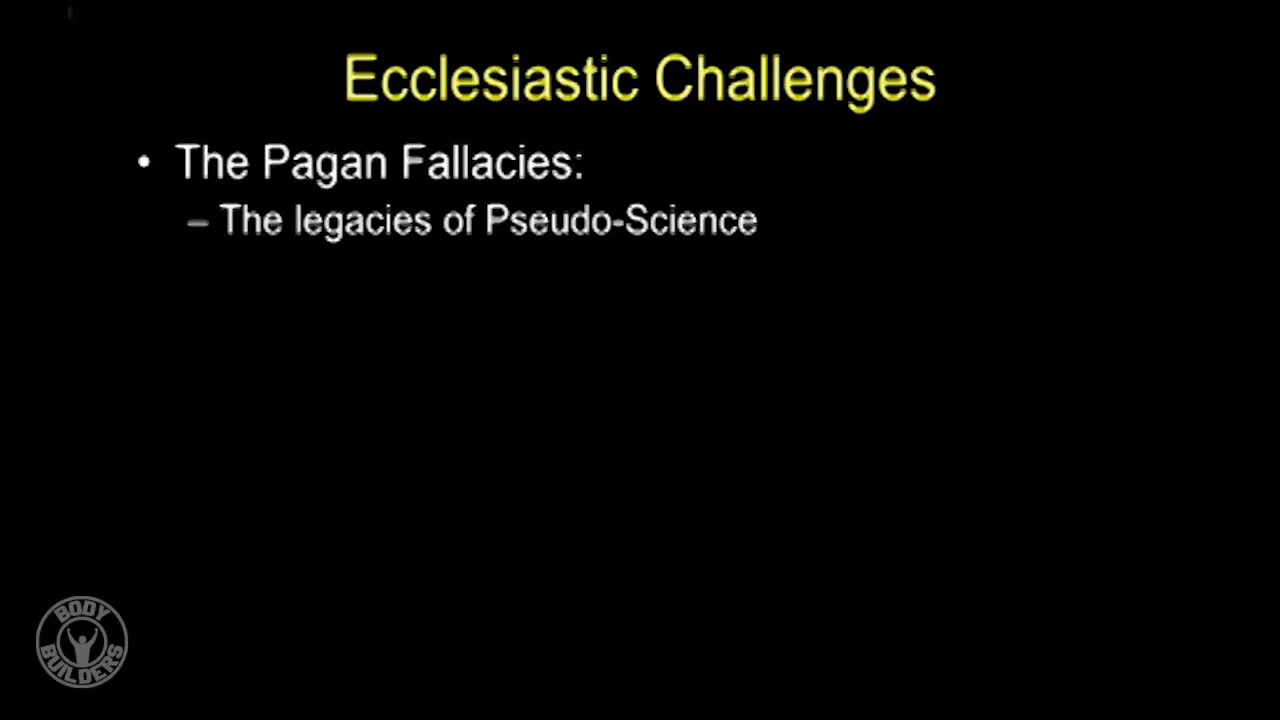 Ecclesiastic Challenges
• The Pagan Fallacies:
– The legacies of Pseudo-Science
BODY
BUILDERS